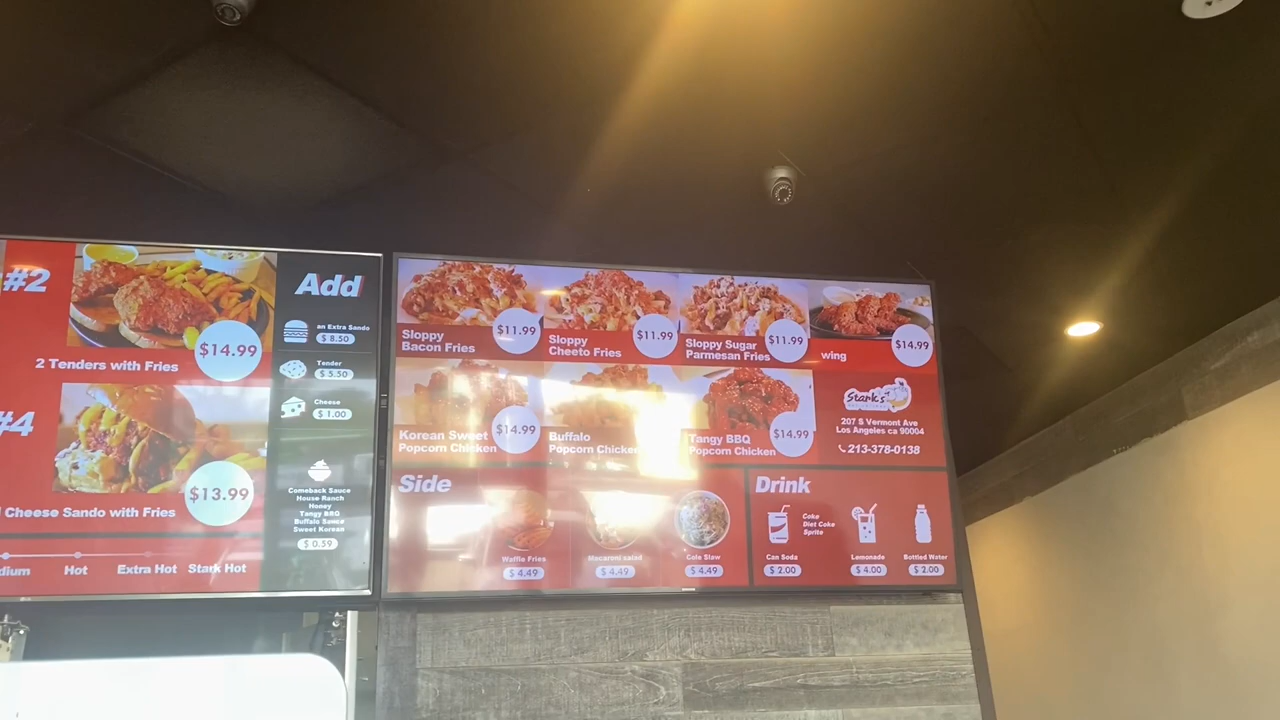 #2
$14.99
2 Tenders with Fries
#4
$13.99
Cheese Sando with Fries
Hot
Extra Hot
Stark Hot
Add
an Extra Sando
$ 8.50
Tender
$ 5.50
Cheese
$ 1.00
Comeback Sauce
House Ranch
Honey
Tangy BBQ
Buffalo Sauce
Sweet Korean
$ 0.59
$11.99
Sloppy
Bacon Fries
$11.99
Sloppy
Cheeto Fries
$11.99
Sloppy Sugar
Parmesan Fries
$14.99
wing
$14.99
Korean Sweet
Popcorn Chicken
Buffalo
Popcorn Chicken
$14.99
Tangy BBQ
Popcorn Chicken
Stark's
207 S Vermont Ave
Los Angeles ca 90004
213-378-0138
Side
Waffle Fries
$ 4.49
Macaroni salad
$ 4.49
Cole Slaw
$ 4.49
Drink
Coke
Diet Coke
Sprite
Can Soda
$ 2.00
Lemonade
$ 4.00
Bottled Water
$ 2.00